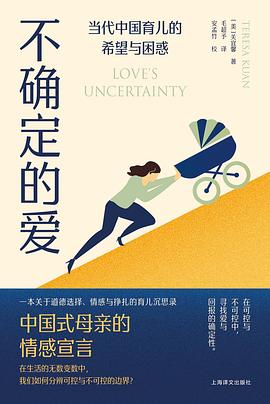 不确定的爱
当代中国育儿的
希望与困惑
LOVE'S
UNCERTAINTY
TERESA KUAN
[美] 关宜馨 著
毛超予 译
安孟竹 校
一本关于道德选择、情感与挣扎的育儿沉思录
中国式母亲的
情感宣言
在生活的无数变数中,
我们如何分辨可控与不可控的边界?
在可控与
不可控中,
寻找爱与
回报的确定性。
上海译文出版社